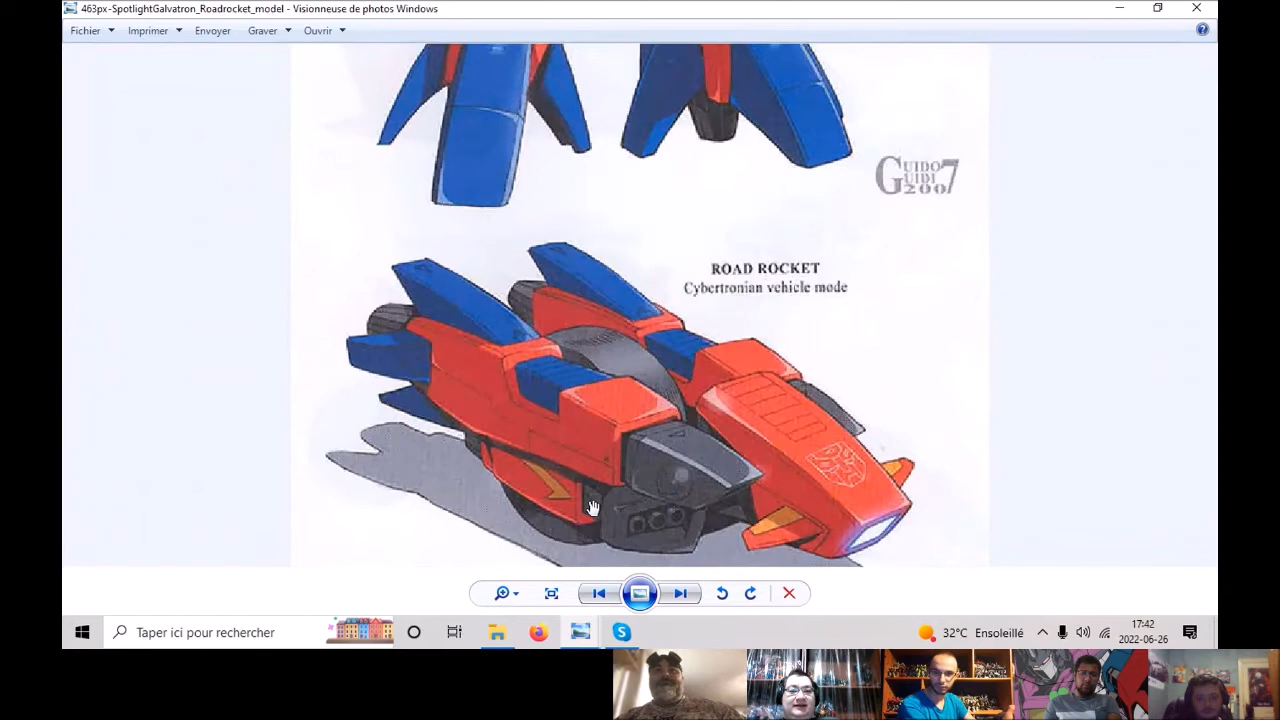 463px-SpotlightGalvatron_Roadrocket_model - Visionneuse de photos Windows
Fichier Imprimer Envoyer Graver Ouvrir
GUIDO
GUIDI
2007
ROAD ROCKET
Cybertronian vehicle mode
Taper ici pour rechercher
32°C Ensoleillé
17:42
2022-06-26